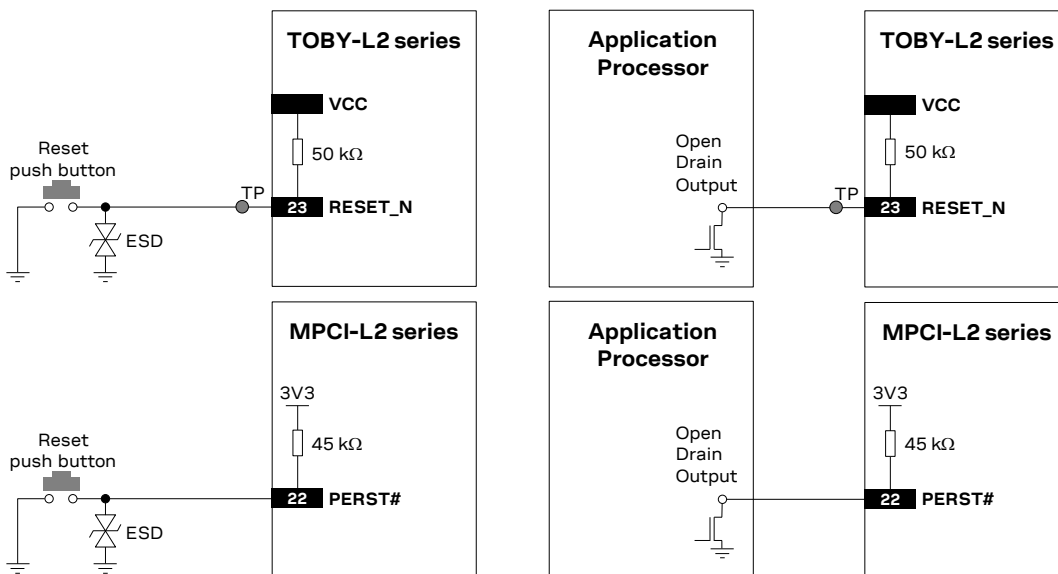 TOBY-L2 series
VCC
50 kΩ
Reset
push button
TP
23 RESET_N
ESD
Application
Processor
Open
Drain
Output
TOBY-L2 series
VCC
50 kΩ
TP
23 RESET_N
MPCI-L2 series
3V3
45 kΩ
Reset
push button
22 PERST#
ESD
Application
Processor
Open
Drain
Output
MPCI-L2 series
3V3
45 kΩ
22 PERST#